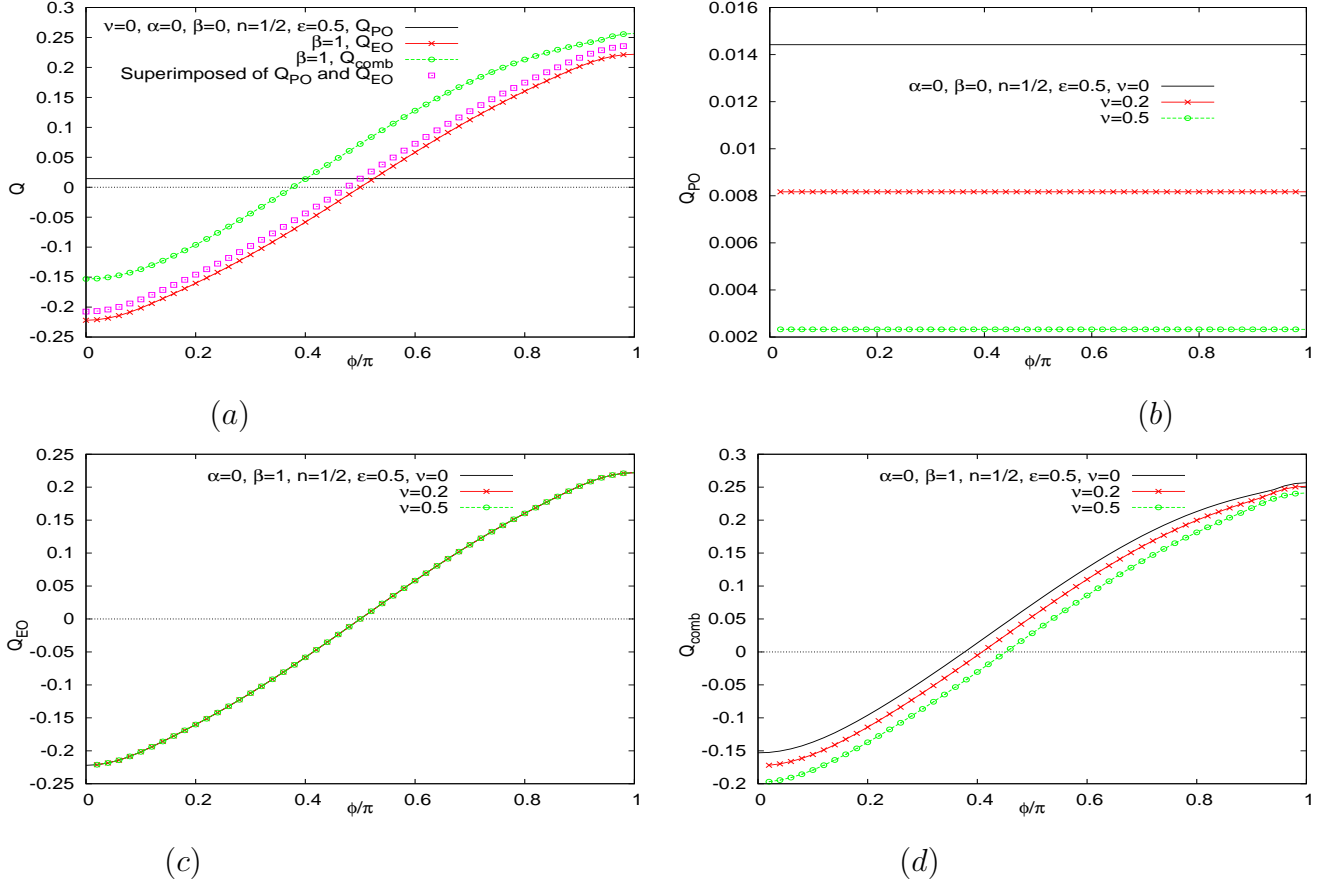 0.3
0.25
0.2
0.15
0.1
0.05
0
-0.05
-0.1
-0.15
-0.2
-0.25
Q
ν=0, α=0, β=0, n=1/2, ε=0.5, Q_PO
β=1, Q_EO
β=1, Q_comb
Superimposed of Q_PO and Q_EO
0 0.2 0.4 0.6 0.8 1
ϕ/π
(a)
0.016
0.014
0.012
0.01
0.008
0.006
0.004
0.002
Q_PO
α=0, β=0, n=1/2, ε=0.5, ν=0
ν=0.2
ν=0.5
0 0.2 0.4 0.6 0.8 1
ϕ/π
(b)
0.25
0.2
0.15
0.1
0.05
0
-0.05
-0.1
-0.15
-0.2
-0.25
Q_EO
α=0, β=1, n=1/2, ε=0.5, ν=0
ν=0.2
ν=0.5
0 0.2 0.4 0.6 0.8 1
ϕ/π
(c)
0.3
0.25
0.2
0.15
0.1
0.05
0
-0.05
-0.1
-0.15
-0.2
Q_comb
α=0, β=1, n=1/2, ε=0.5, ν=0
ν=0.2
ν=0.5
0 0.2 0.4 0.6 0.8 1
ϕ/π
(d)